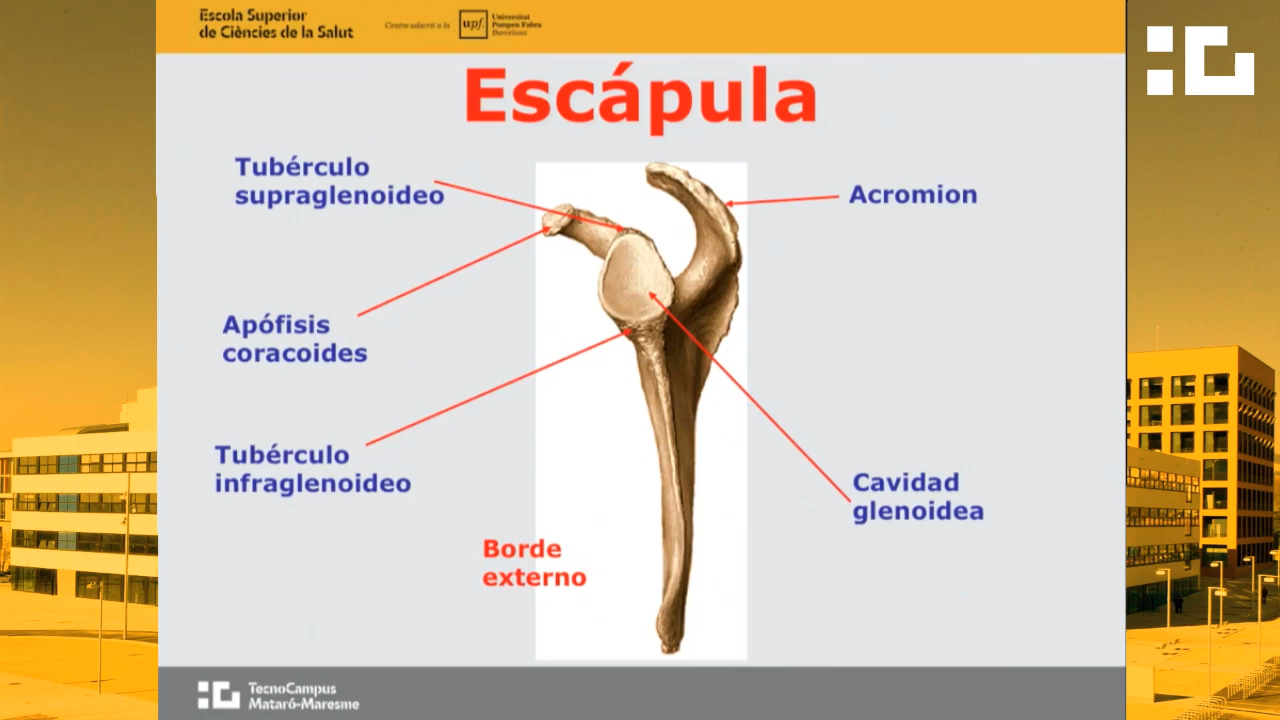 Escola Superior
de Ciències de la Salut
Centre adscrit a la
upf.
Universitat
Pompeu Fabra
Barcelona
Escápula
Tubérculo
supraglenoideo
Acromion
Apófisis
coracoides
Tubérculo
infraglenoideo
Cavidad
glenoidea
Borde
externo
TecnoCampus
Mataró-Maresme